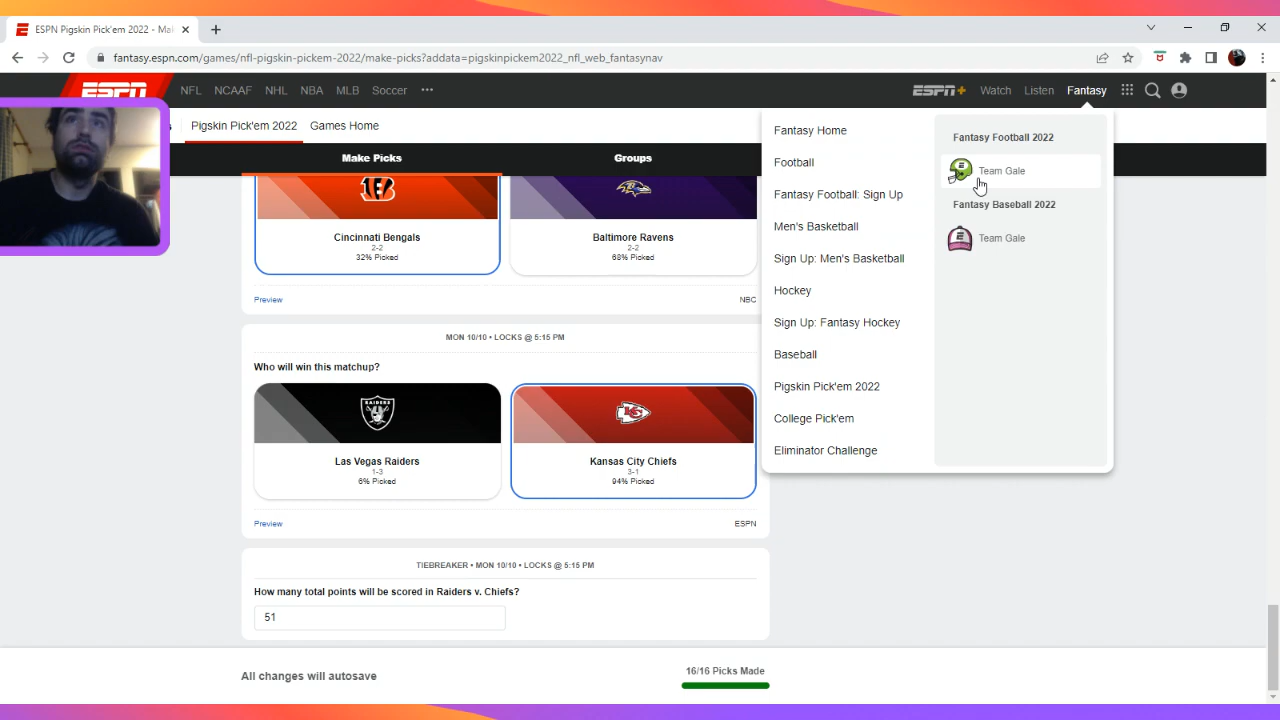 ESPN Pigskin Pick'em 2022 - Mal
fantasy.espn.com/games/nfl-pigskin-pickem-2022/make-picks?addata=pigskinpickem2022_nfl_web_fantasynav
ESPN NFL NCAAF NHL NBA MLB Soccer ESPN+ Watch Listen Fantasy
Pigskin Pick'em 2022 Games Home
Make Picks Groups
Cincinnati Bengals
2-2
32% Picked
Baltimore Ravens
2-2
68% Picked
Preview NBC
MON 10/10 • LOCKS @ 5:15 PM
Who will win this matchup?
RAIDERS
Las Vegas Raiders
1-3
6% Picked
KC
Kansas City Chiefs
3-1
94% Picked
Preview ESPN
TIEBREAKER • MON 10/10 • LOCKS @ 5:15 PM
How many total points will be scored in Raiders v. Chiefs?
51
All changes will autosave
16/16 Picks Made
Fantasy Home
Football
Fantasy Football: Sign Up
Men's Basketball
Sign Up: Men's Basketball
Hockey
Sign Up: Fantasy Hockey
Baseball
Pigskin Pick'em 2022
College Pick'em
Eliminator Challenge
Fantasy Football 2022
Team Gale
Fantasy Baseball 2022
Team Gale